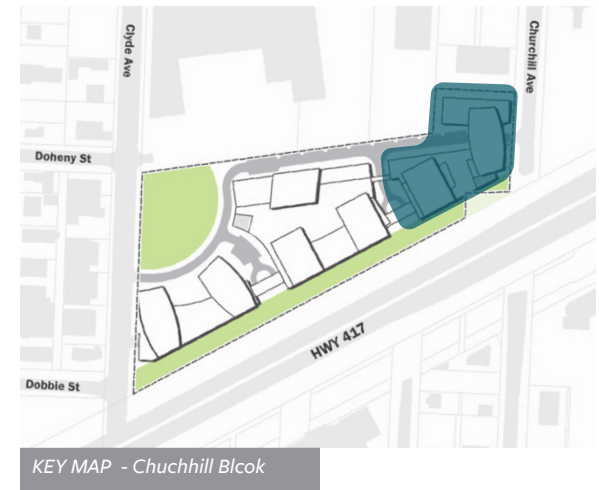 Clyde Ave
Churchill Ave
Doheny St
HWY 417
Dobbie St
KEY MAP - Chuchhill Blcok